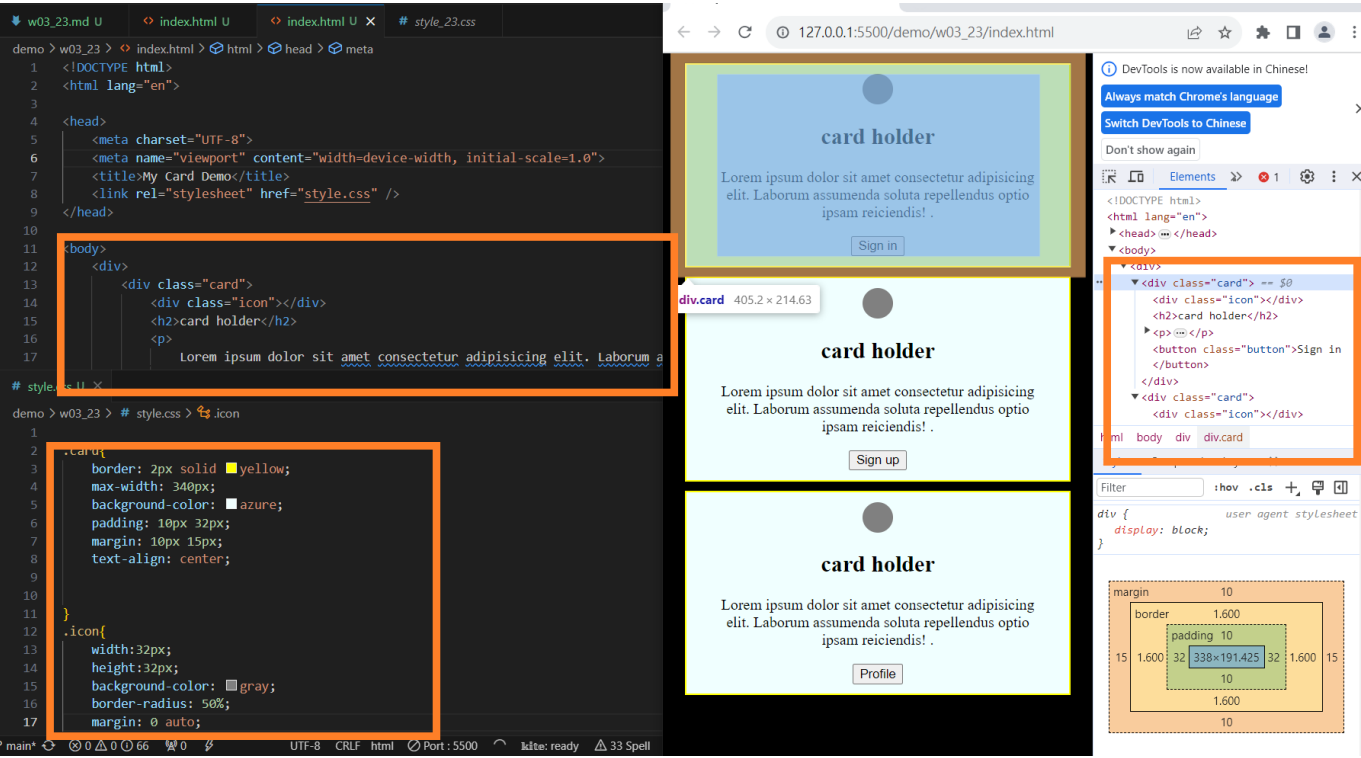 w03_23.md U
index.html U
index.html U
style_23.css
demo > w03_23 > index.html > html > head > meta
1 <!DOCTYPE html>
2 <html lang="en">
3
4 <head>
5 <meta charset="UTF-8">
6 <meta name="viewport" content="width=device-width, initial-scale=1.0">
7 <title>My Card Demo</title>
8 <link rel="stylesheet" href="style.css" />
9 </head>
10
11 <body>
12 <div>
13 <div class="card">
14 <div class="icon"></div>
15 <h2>card holder</h2>
16 <p>
17 Lorem ipsum dolor sit amet consectetur adipisicing elit. Laborum a
# style.css U
demo > w03_23 > # style.css > .icon
1
2 .card{
3 border: 2px solid yellow;
4 max-width: 340px;
5 background-color: azure;
6 padding: 10px 32px;
7 margin: 10px 15px;
8 text-align: center;
9
10
11 }
12 .icon{
13 width:32px;
14 height:32px;
15 background-color: gray;
16 border-radius: 50%;
17 margin: 0 auto;
main* 0 0 66 0 UTF-8 CRLF html Port : 5500 kite: ready 33 Spell
127.0.0.1:5500/demo/w03_23/index.html
card holder
Lorem ipsum dolor sit amet consectetur adipisicing
elit. Laborum assumenda soluta repellendus optio
ipsam reiciendis! .
Sign in
div.card 405.2 × 214.63
card holder
Lorem ipsum dolor sit amet consectetur adipisicing
elit. Laborum assumenda soluta repellendus optio
ipsam reiciendis! .
Sign up
card holder
Lorem ipsum dolor sit amet consectetur adipisicing
elit. Laborum assumenda soluta repellendus optio
ipsam reiciendis! .
Profile
DevTools is now available in Chinese!
Always match Chrome's language
Switch DevTools to Chinese
Don't show again
Elements 1
<!DOCTYPE html>
<html lang="en">
<head> ••• </head>
<body>
<div>
<div class="card"> == $0
<div class="icon"></div>
<h2>card holder</h2>
<p> ••• </p>
<button class="button">Sign in
</button>
</div>
<div class="card">
<div class="icon"></div>
html body div div.card
Filter :hov .cls
div { user agent stylesheet
display: block;
}
margin 10
border 1.600
padding 10
15 1.600 32 338×191.425 32 1.600 15
10
1.600
10